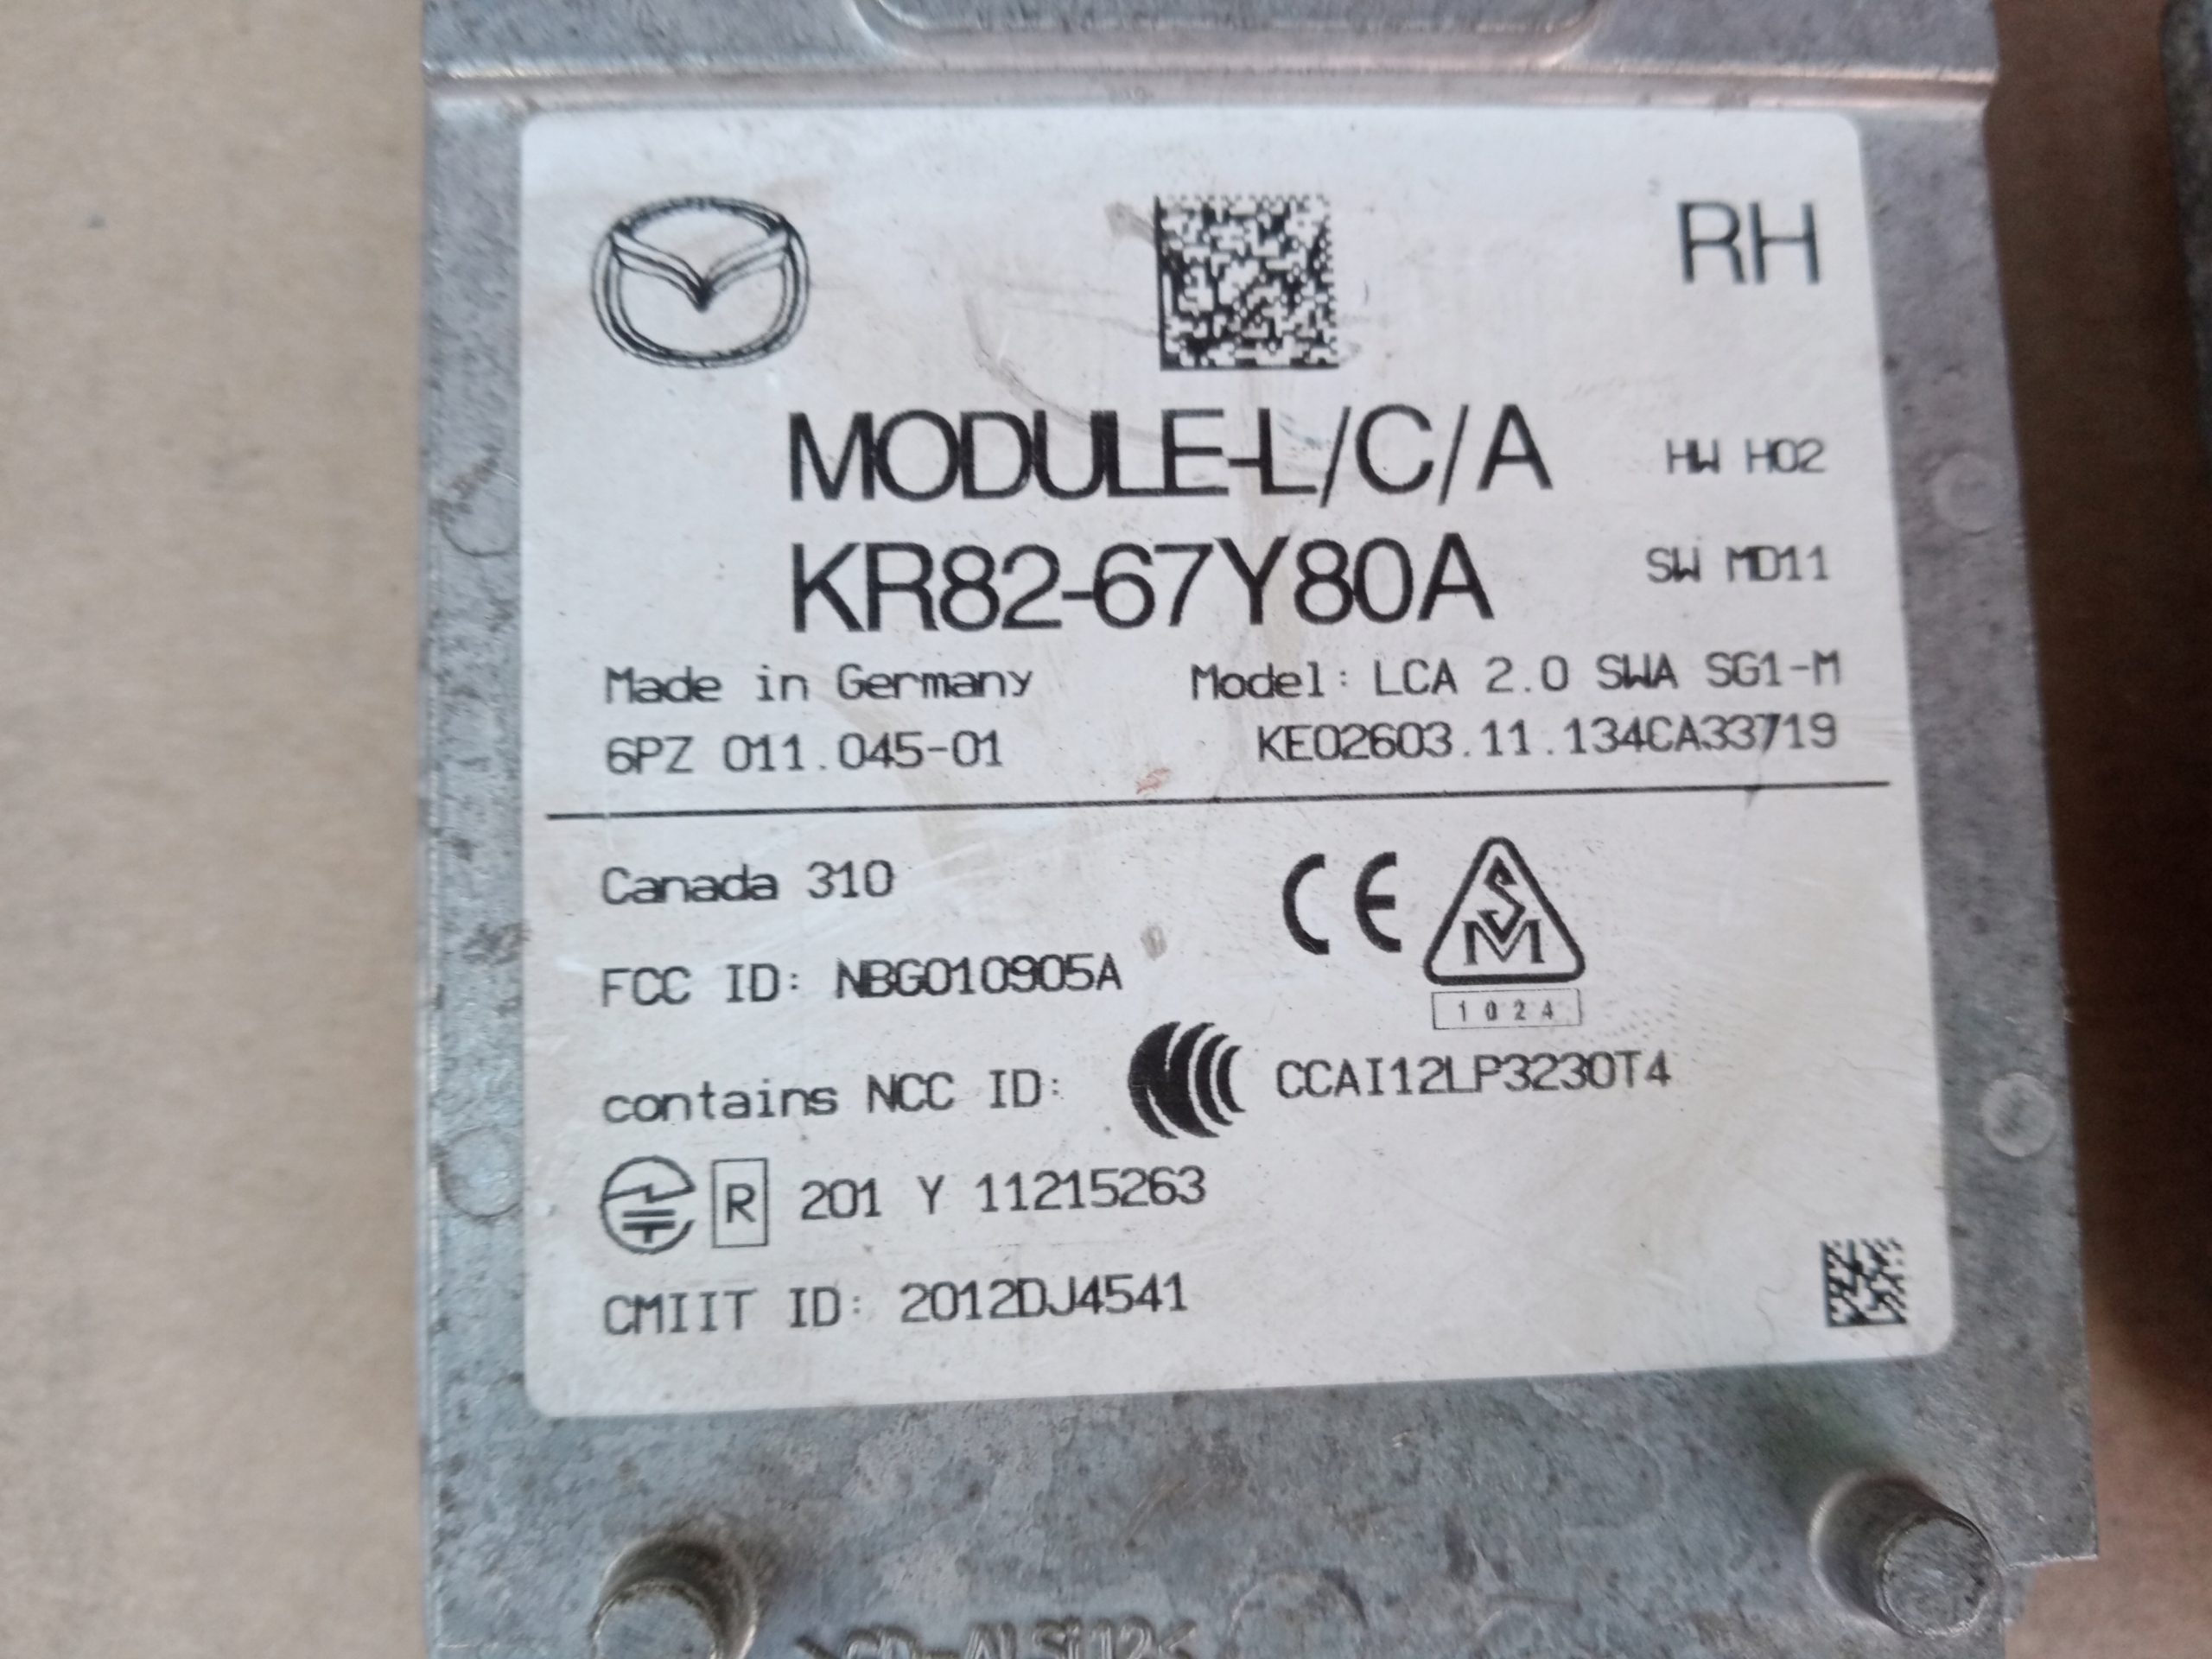 RH
MODULE-L/C/A
HW H02
KR82-67Y80A
SW MD11
Made in Germany
Model: LCA 2.0 SWA SG1-M
6PZ 011.045-01
KE02603.11.134CA33719
Canada 310
CE
S
M
1024
FCC ID: NBG010905A
contains NCC ID: CCAI12LP3230T4
R 201 Y 11215263
CMIIT ID: 2012DJ4541